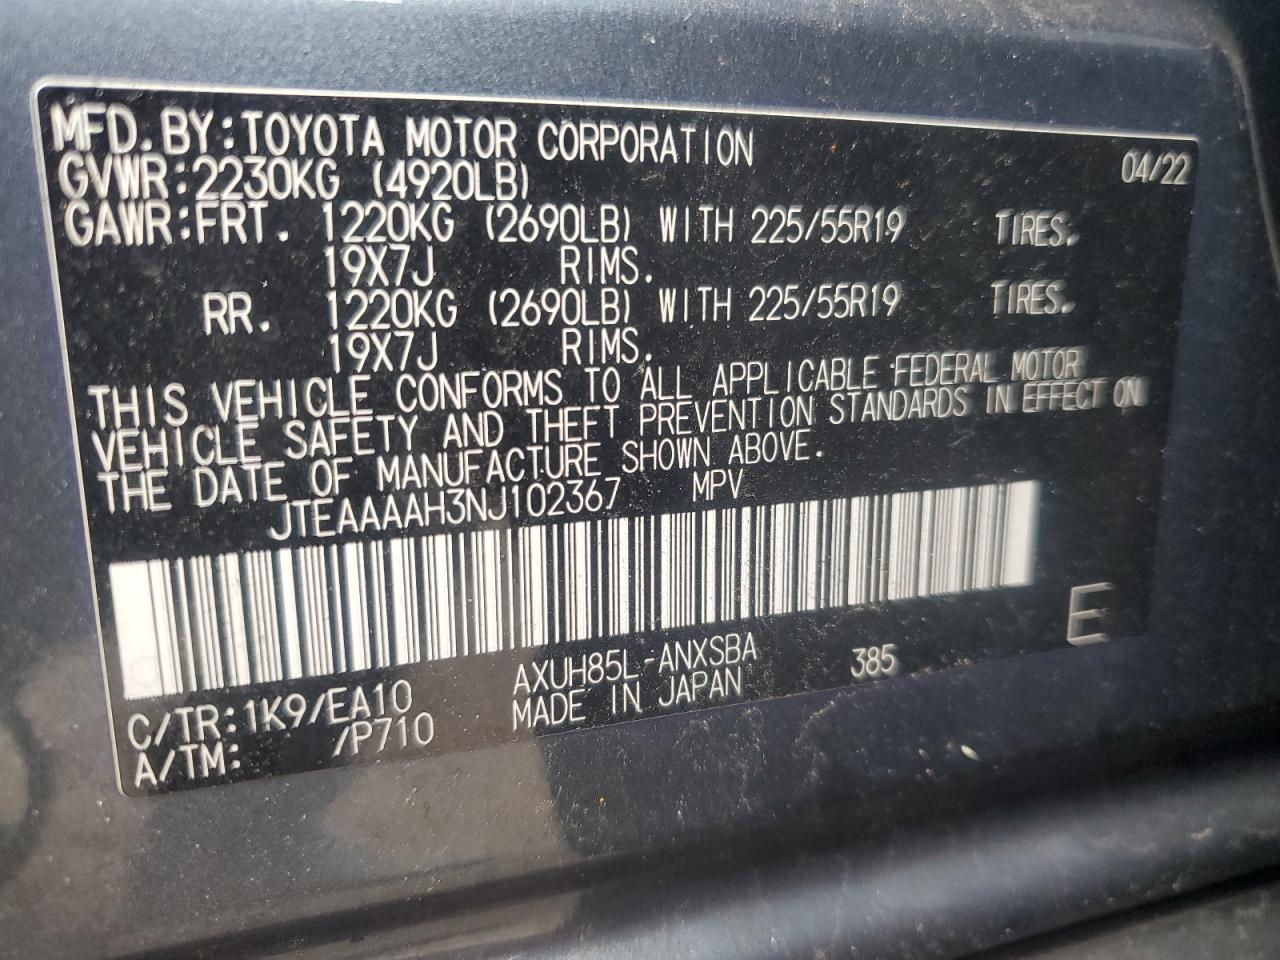 MFD.BY:TOYOTA MOTOR CORPORATION 04/22
GVWR:2230KG (4920LB)
GAWR:FRT. 1220KG (2690LB) WITH 225/55R19 TIRES.
19X7J RIMS.
RR. 1220KG (2690LB) WITH 225/55R19 TIRES.
19X7J RIMS.
THIS VEHICLE CONFORMS TO ALL APPLICABLE FEDERAL MOTOR
VEHICLE SAFETY AND THEFT PREVENTION STANDARDS IN EFFECT ON
THE DATE OF MANUFACTURE SHOWN ABOVE.
JTEAAAAH3NJ102367 MPV
E
C/TR:1K9/EA10 AXUH85L-ANXSBA 385
A/TM: /P710 MADE IN JAPAN